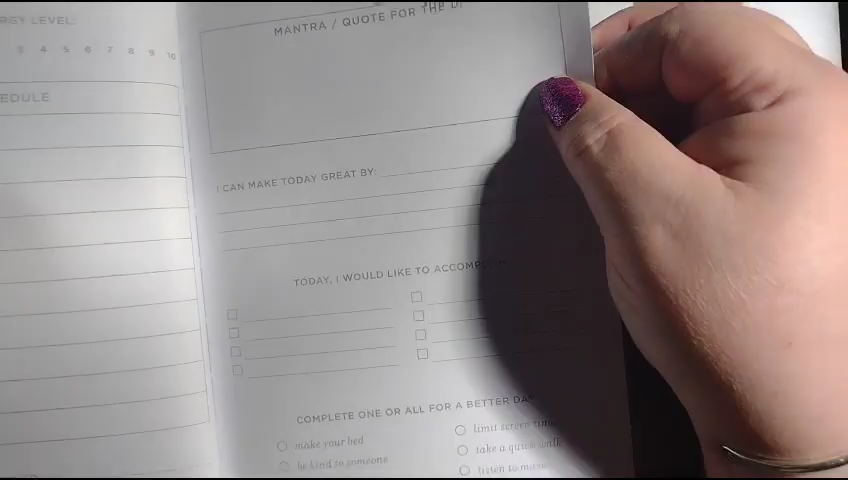 RGY LEVEL:
3 4 5 6 7 8 9 10
EDULE
MANTRA / QUOTE FOR THE D
I CAN MAKE TODAY GREAT BY:
TODAY, I WOULD LIKE TO ACCOMP
COMPLETE ONE OR ALL FOR A BETTER DA
make your bed
be kind to someone
limit screen time
take a quick walk
listen to music